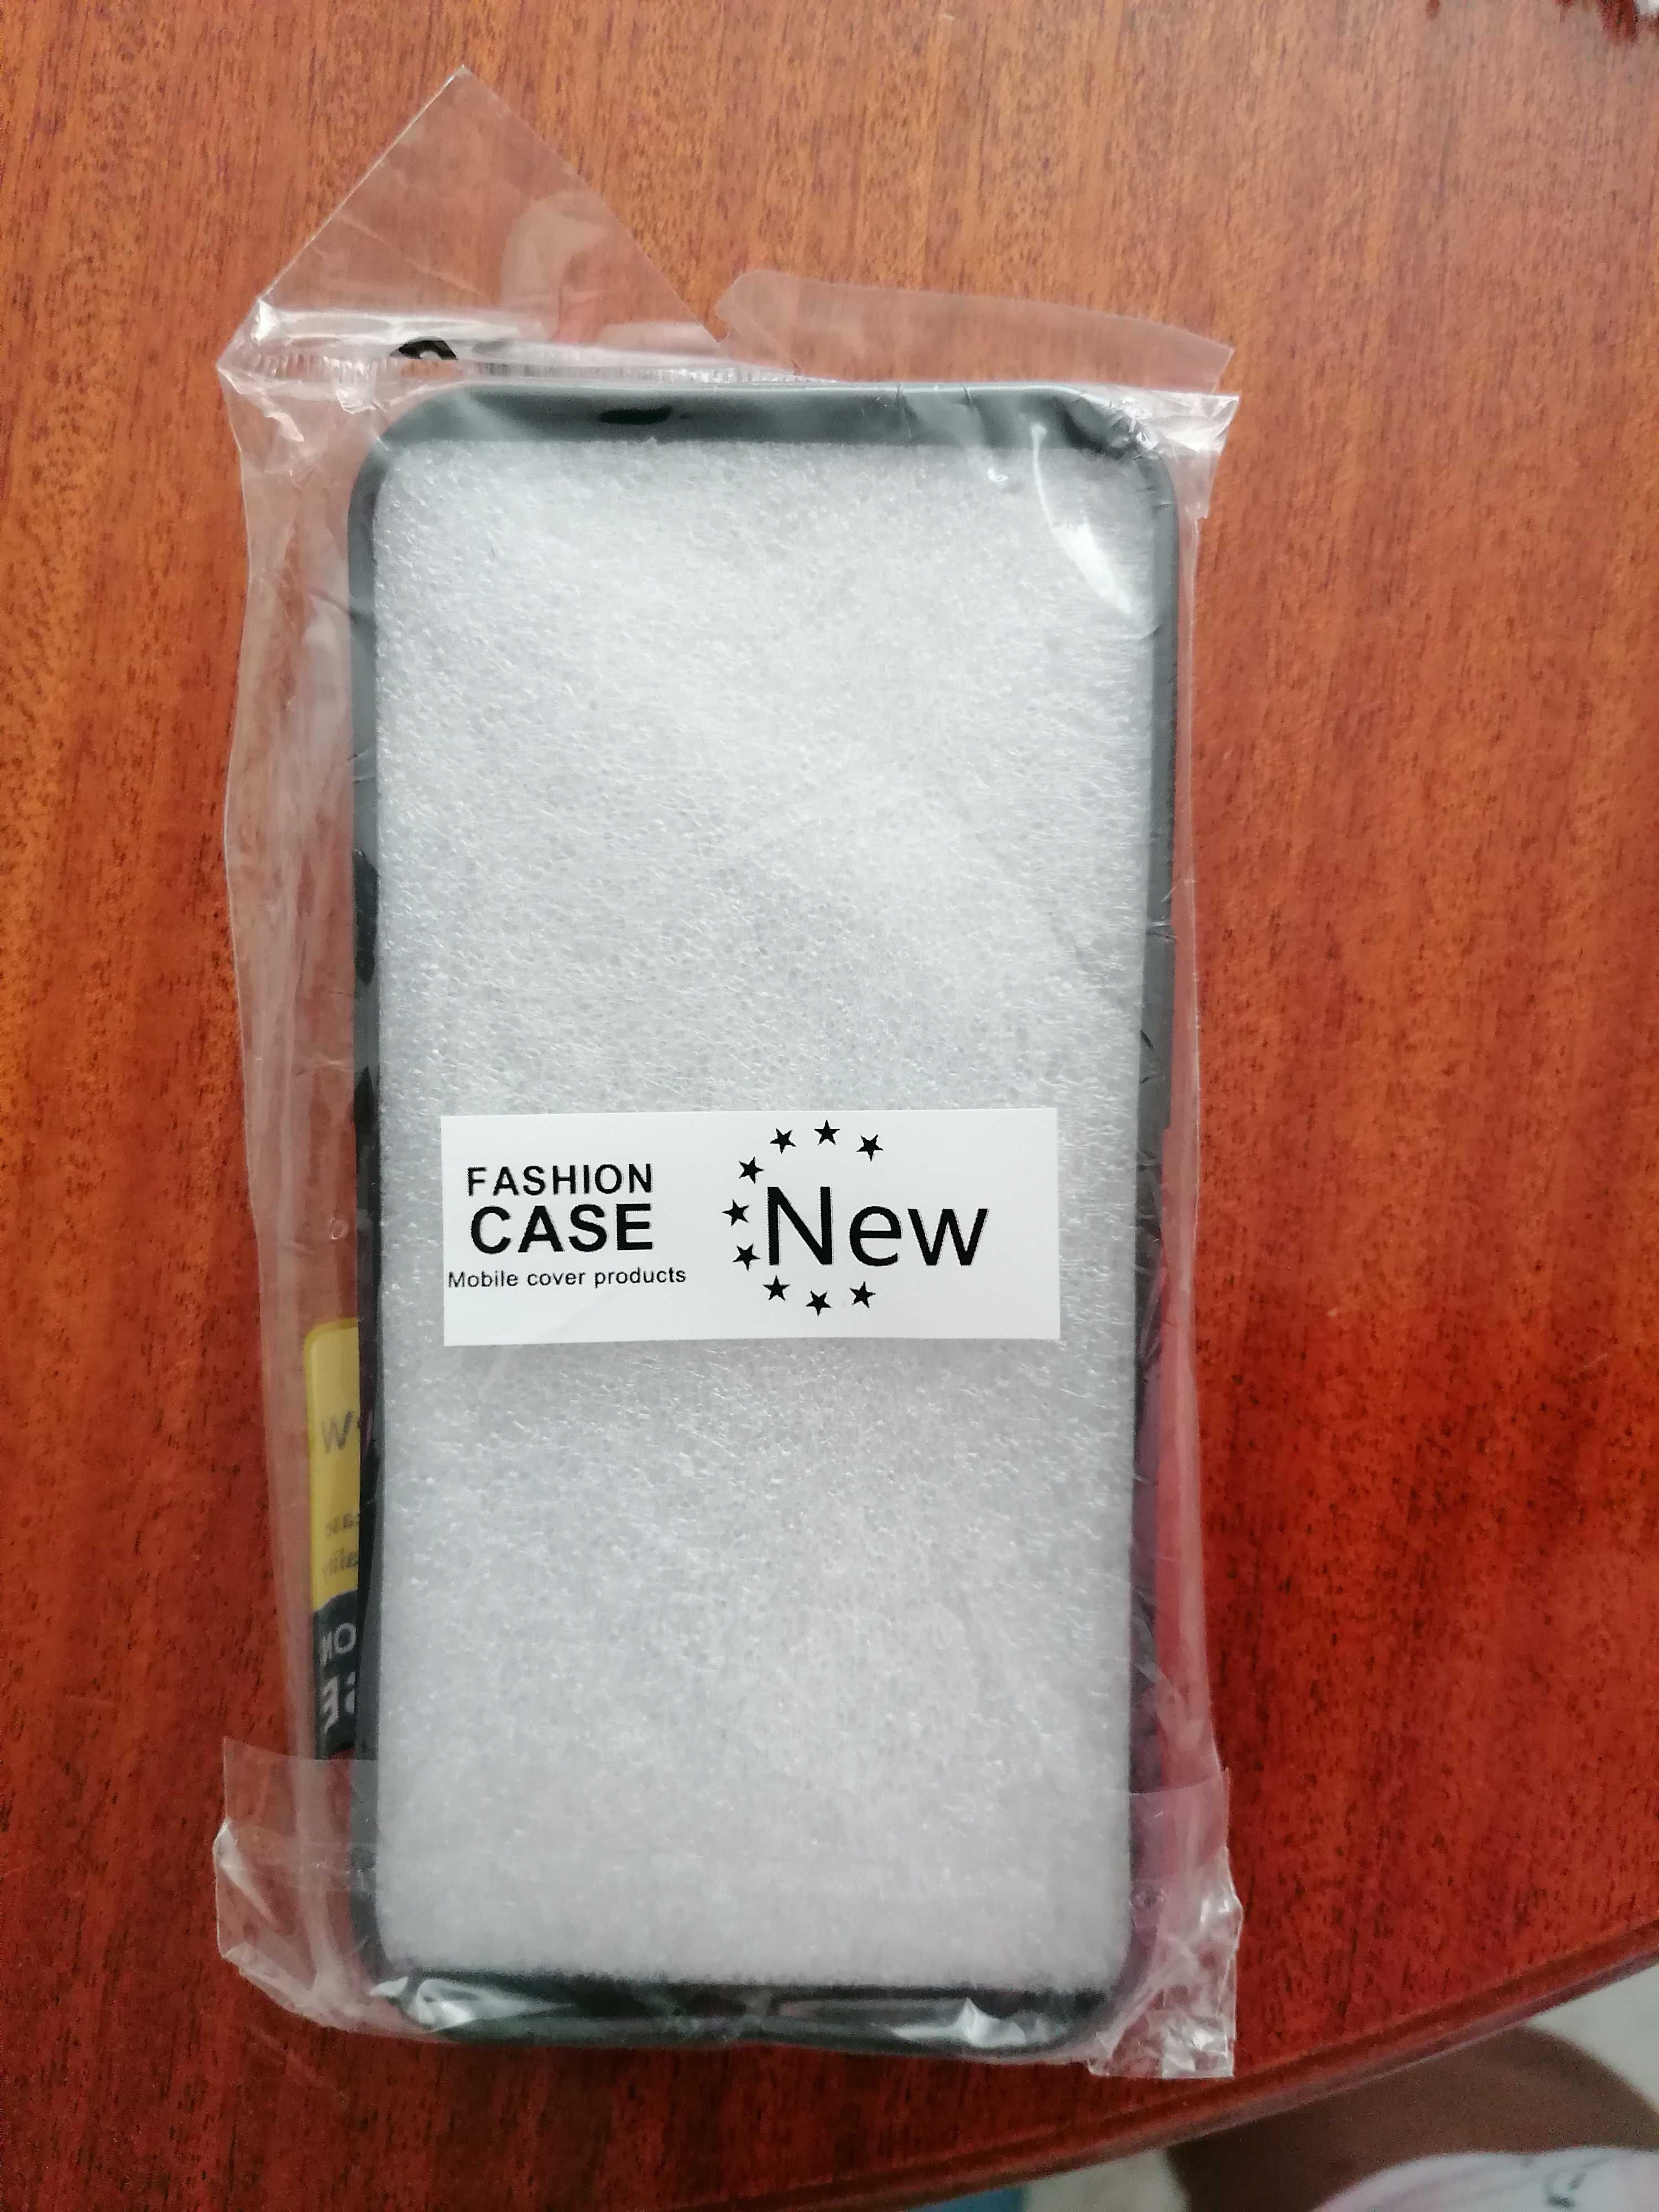 FASHION
CASE
Mobile cover products
New